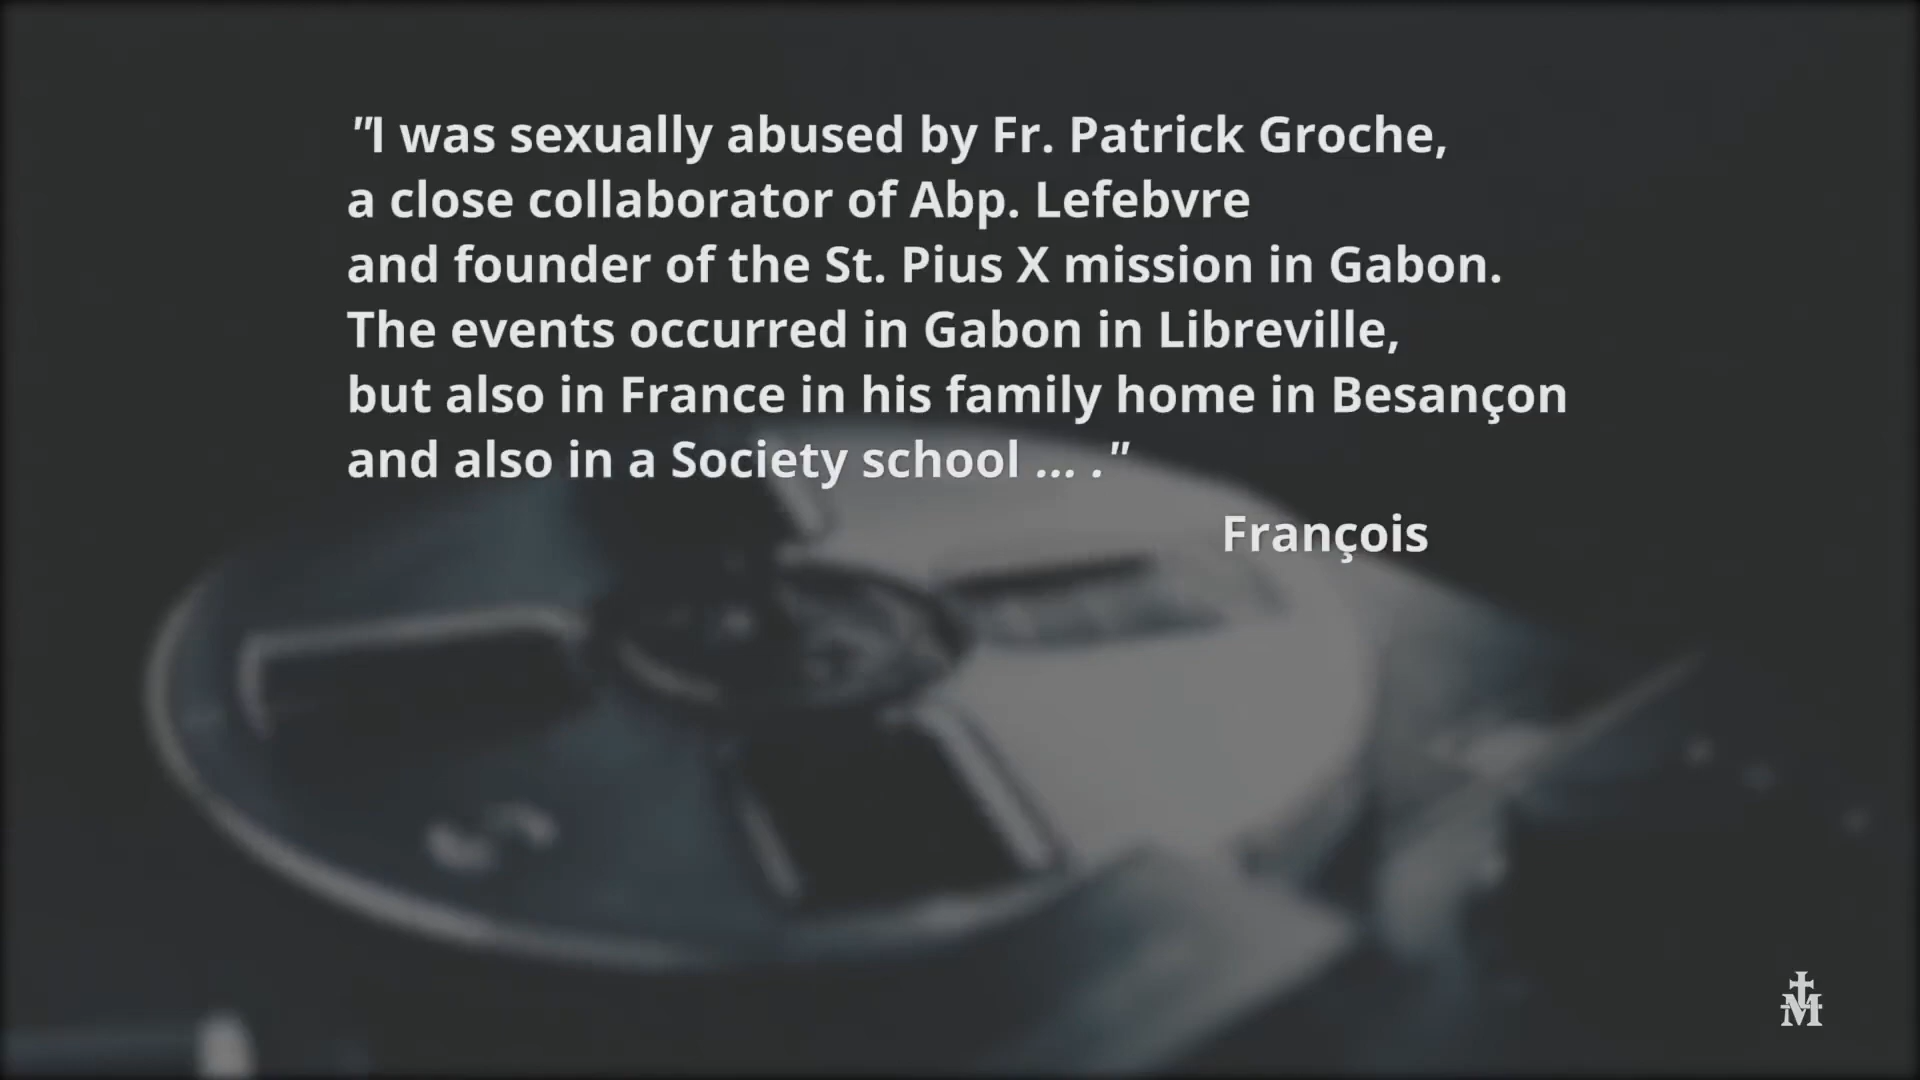 "I was sexually abused by Fr. Patrick Groche,
a close collaborator of Abp. Lefebvre
and founder of the St. Pius X mission in Gabon.
The events occurred in Gabon in Libreville,
but also in France in his family home in Besançon
and also in a Society school ... ."
François
M